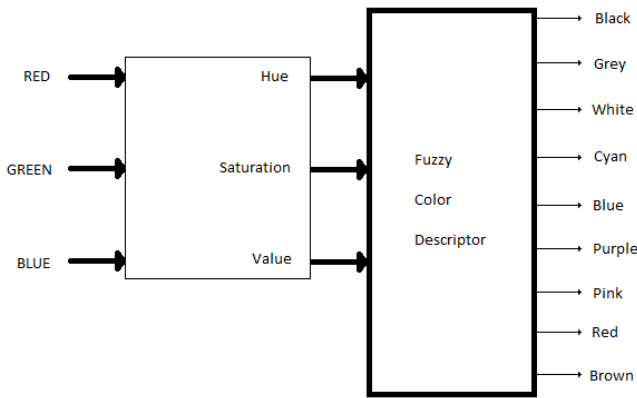 RED
GREEN
BLUE
Hue
Saturation
Value
Fuzzy
Color
Descriptor
Black
Grey
White
Cyan
Blue
Purple
Pink
Red
Brown